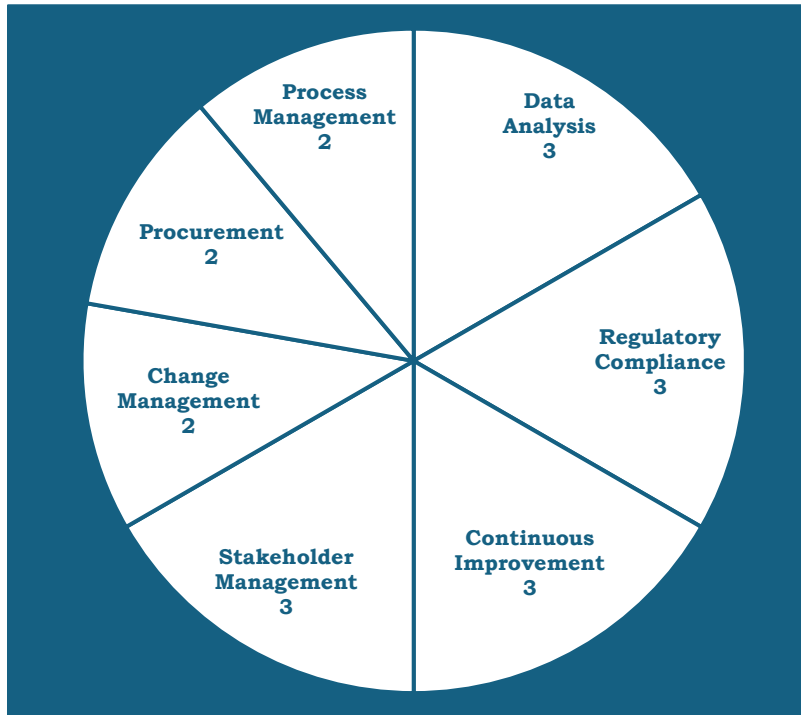 Process
Management
2
Data
Analysis
3
Procurement
2
Regulatory
Compliance
3
Change
Management
2
Continuous
Improvement
3
Stakeholder
Management
3